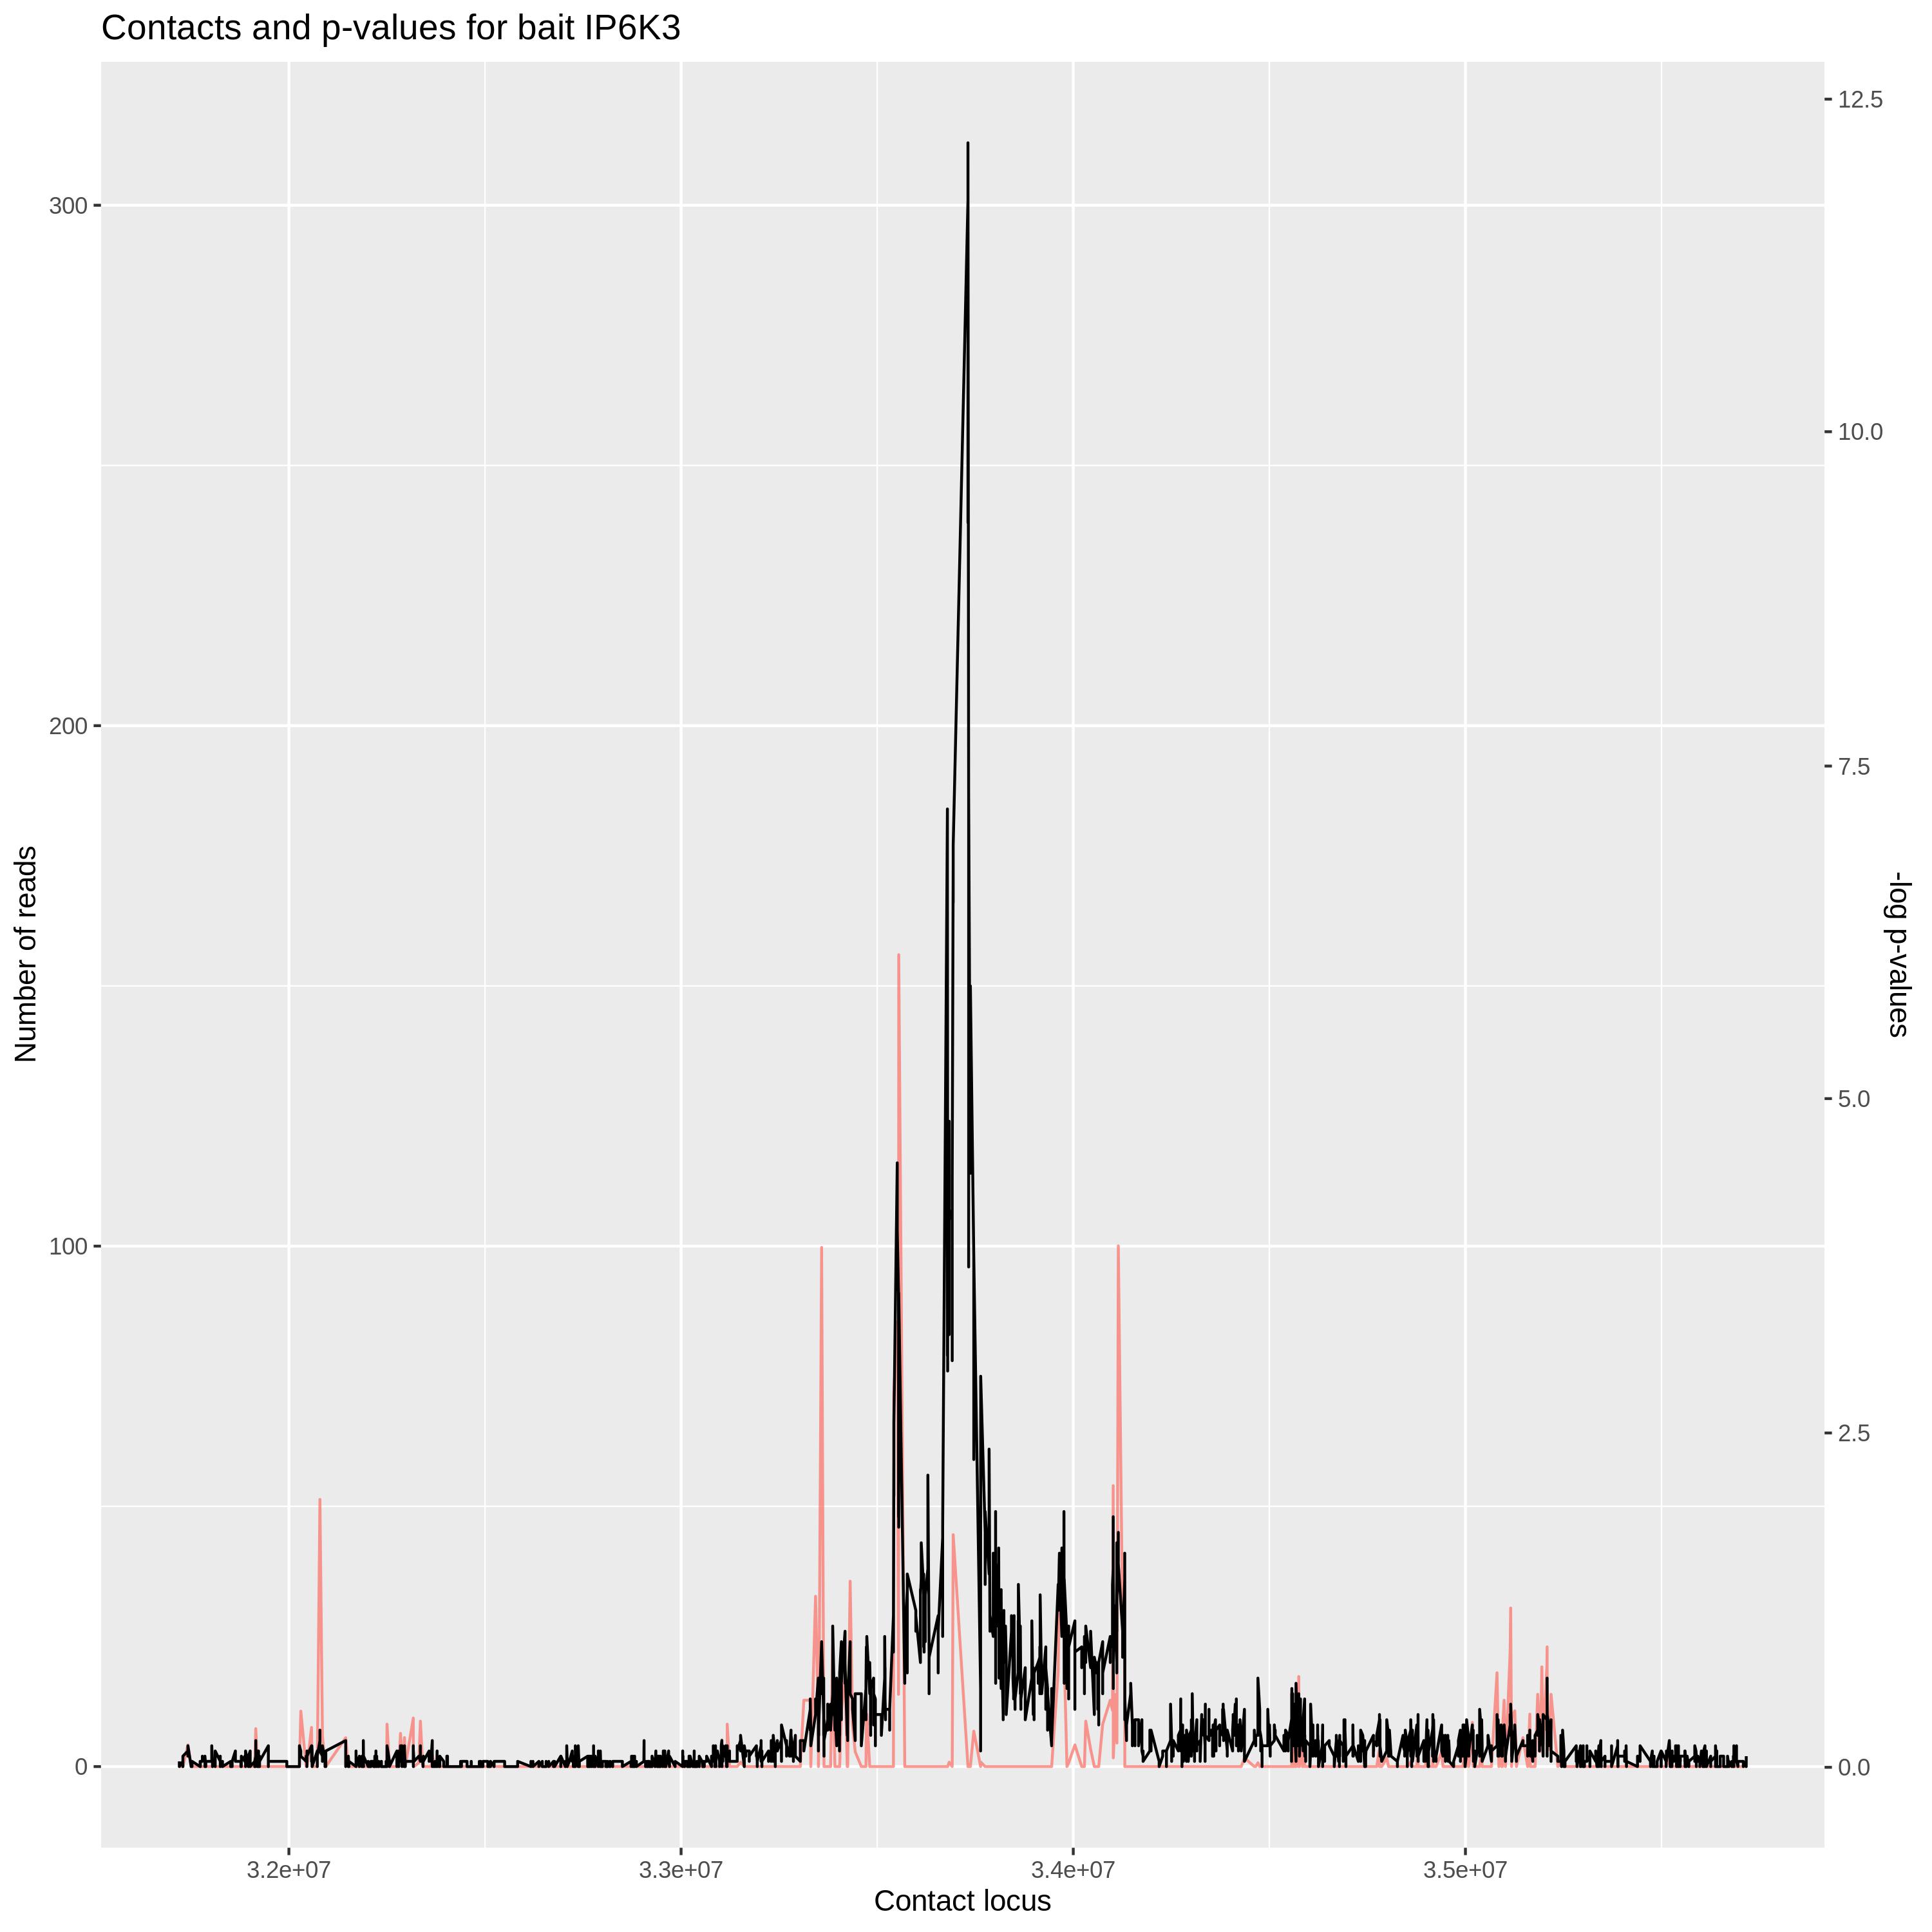 Contacts and p-values for bait IP6K3
Number of reads
300
200
100
0
12.5
10.0
7.5
5.0
2.5
0.0
-log p-values
3.2e+07
3.3e+07
3.4e+07
3.5e+07
Contact locus